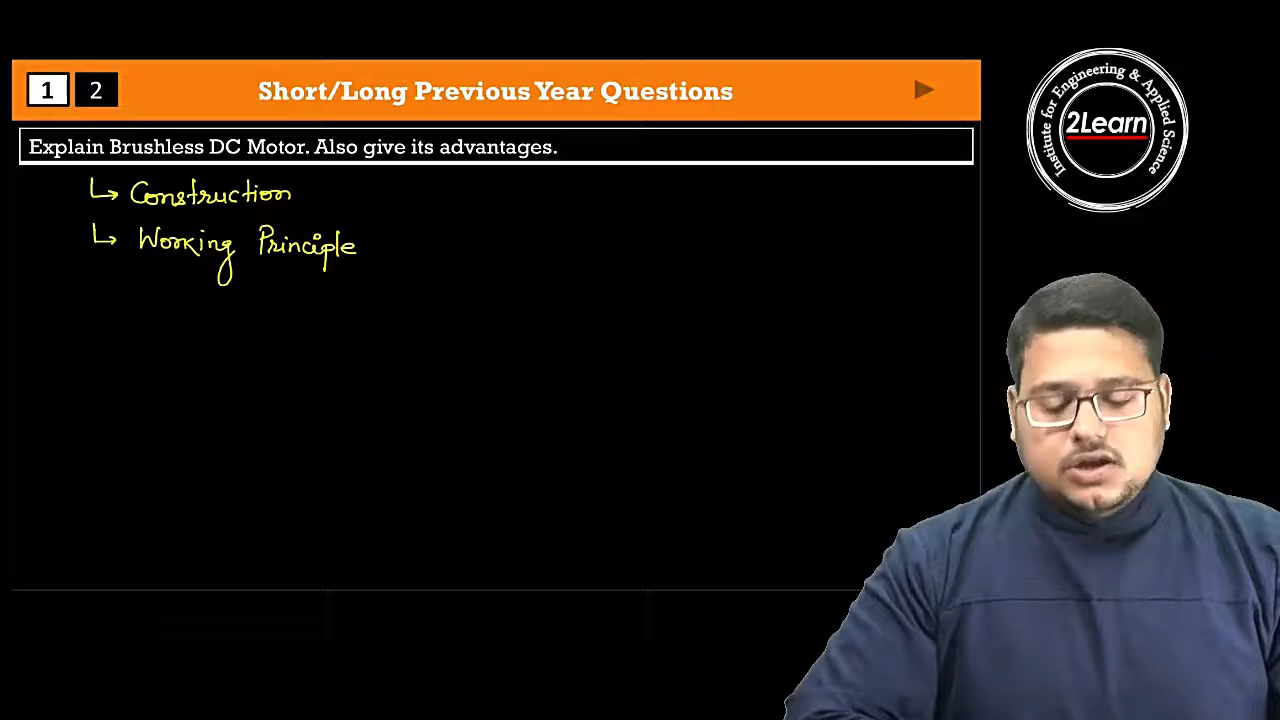 1 2 Short/Long Previous Year Questions
Explain Brushless DC Motor. Also give its advantages.
↳ Construction
↳ Working Principle
Institute for Engineering & Applied Science
2Learn